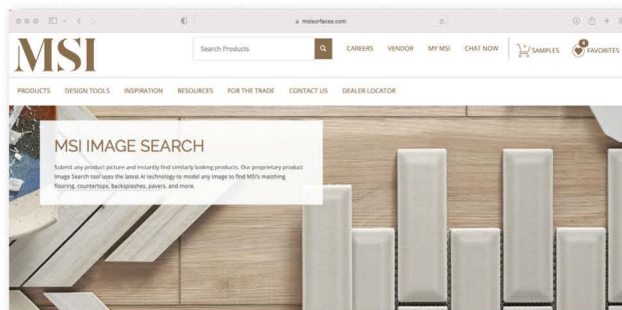 msisurfaces.com
MSI
Search Products
CAREERS VENDOR MY MSI CHAT NOW SAMPLES 4 FAVORITES
PRODUCTS DESIGN TOOLS INSPIRATION RESOURCES FOR THE TRADE CONTACT US DEALER LOCATOR
MSI IMAGE SEARCH
Submit any product picture and instantly find similarly looking products. Our proprietary product
Image Search tool uses the latest AI technology to model any image to find MSI's matching
flooring, countertops, backsplashes, pavers, and more.